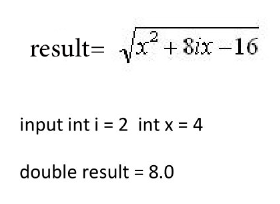 result= √x² + 8ix − 16
input int i = 2 int x = 4
double result = 8.0